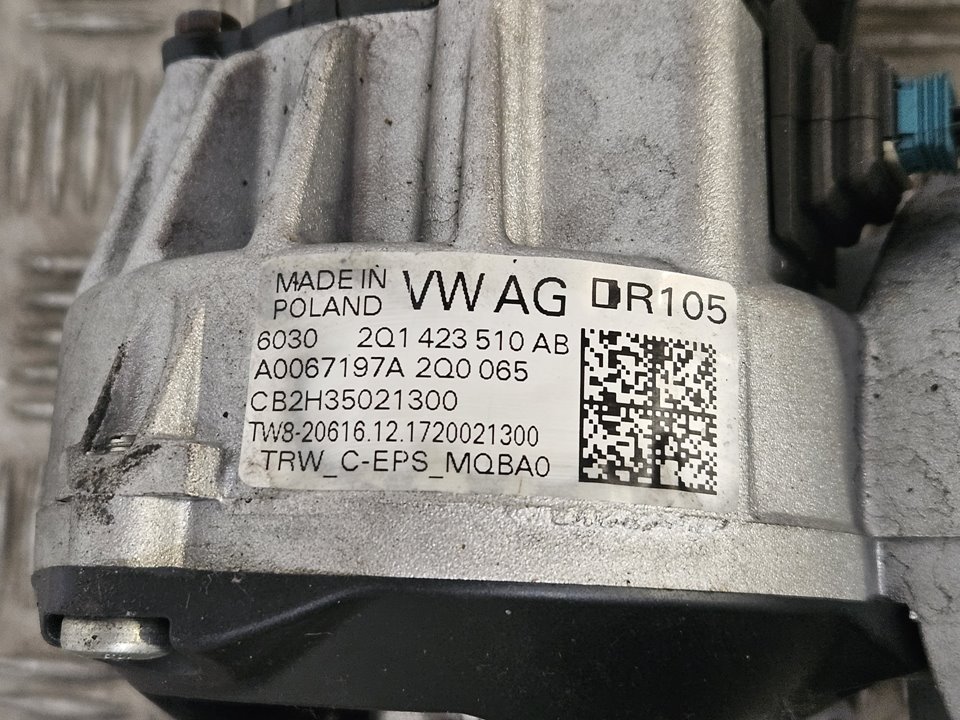 MADE IN
POLAND
VW AG
DR105
6030 2Q1 423 510 AB
A0067197A 2Q0 065
CB2H35021300
TW8-20616.12.1720021300
TRW_C-EPS_MQBA0